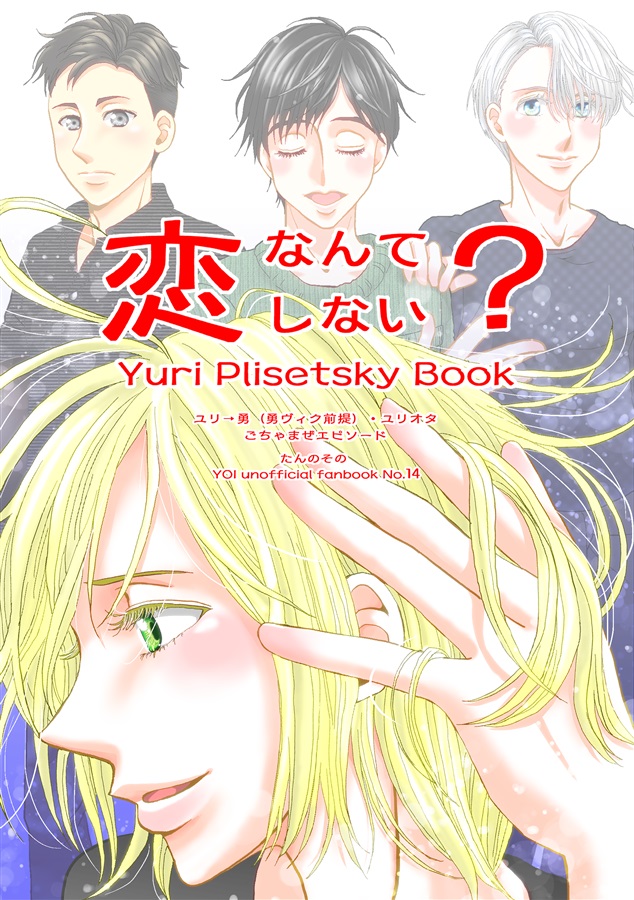 恋なんて
しない?
Yuri Plisetsky Book
ユリ→勇(勇ヴィク前提)・ユリオタ
ごちゃまぜエピソード
たんのその
YOI unofficial fanbook No.14